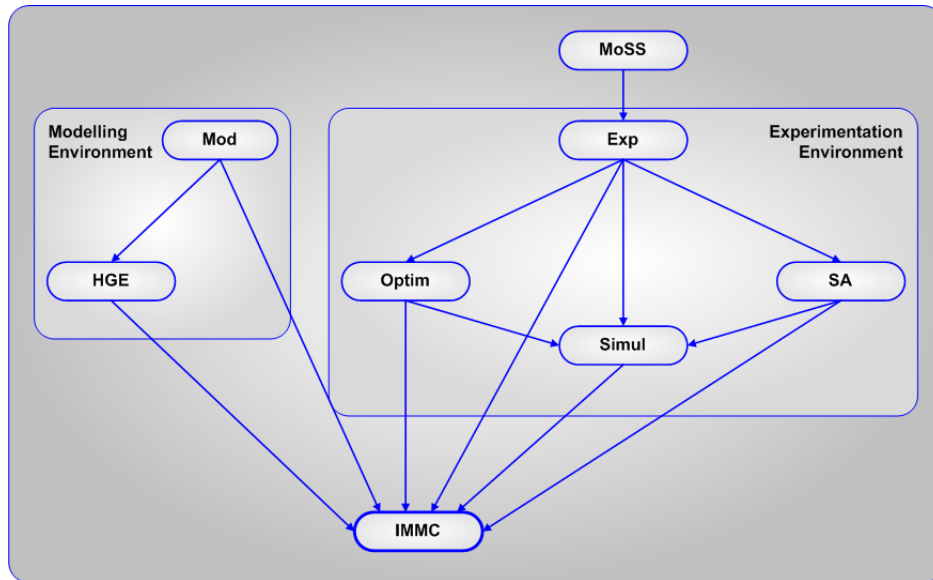 MoSS
Modelling
Environment
Mod
Exp
Experimentation
Environment
HGE
Optim
SA
Simul
IMMC